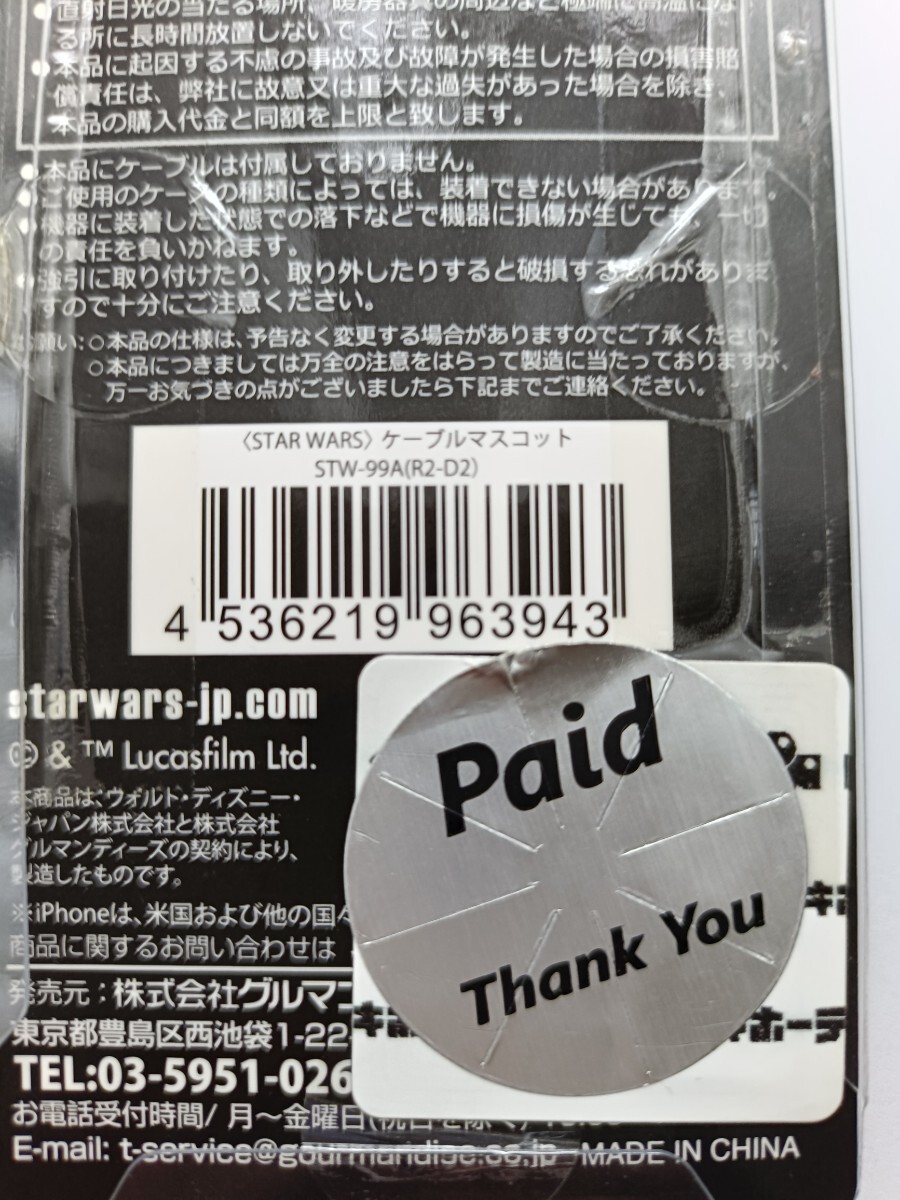 ●直射日光の当たる場所、暖房器具の周辺など極端に高温にな
る所に長時間放置しないでください。
●本品に起因する不慮の事故及び故障が発生した場合の損害賠
償責任は、弊社に故意又は重大な過失があった場合を除き、
本品の購入代金と同額を上限と致します。
●本品にケーブルは付属しておりません。
●ご使用のケースの種類によっては、装着できない場合があります。
●機器に装着した状態での落下などで機器に損傷が生じても、一切
の責任を負いかねます。
●強引に取り付けたり、取り外したりすると破損する恐れがありま
すので十分にご注意ください。
お願い:○本品の仕様は、予告なく変更する場合がありますのでご了承ください。
○本品につきましては万全の注意をはらって製造に当たっておりますが、
万一お気づきの点がございましたら下記までご連絡ください。
〈STAR WARS〉ケーブルマスコット
STW-99A(R2-D2)
4 536219 963943
starwars-jp.com
© & ™ Lucasfilm Ltd.
本商品は、ウォルト・ディズニー・
ジャパン株式会社と株式会社
グルマンディーズの契約により、
製造したものです。
※iPhoneは、米国および他の国々
商品に関するお問い合わせは
発売元:株式会社グルマン
東京都豊島区西池袋1-22-
TEL:03-5951-026
お電話受付時間/ 月〜金曜日(祝日を除く)
E-mail: t-service@gourmandise.co.jp MADE IN CHINA
Paid
Thank You
ホーテ